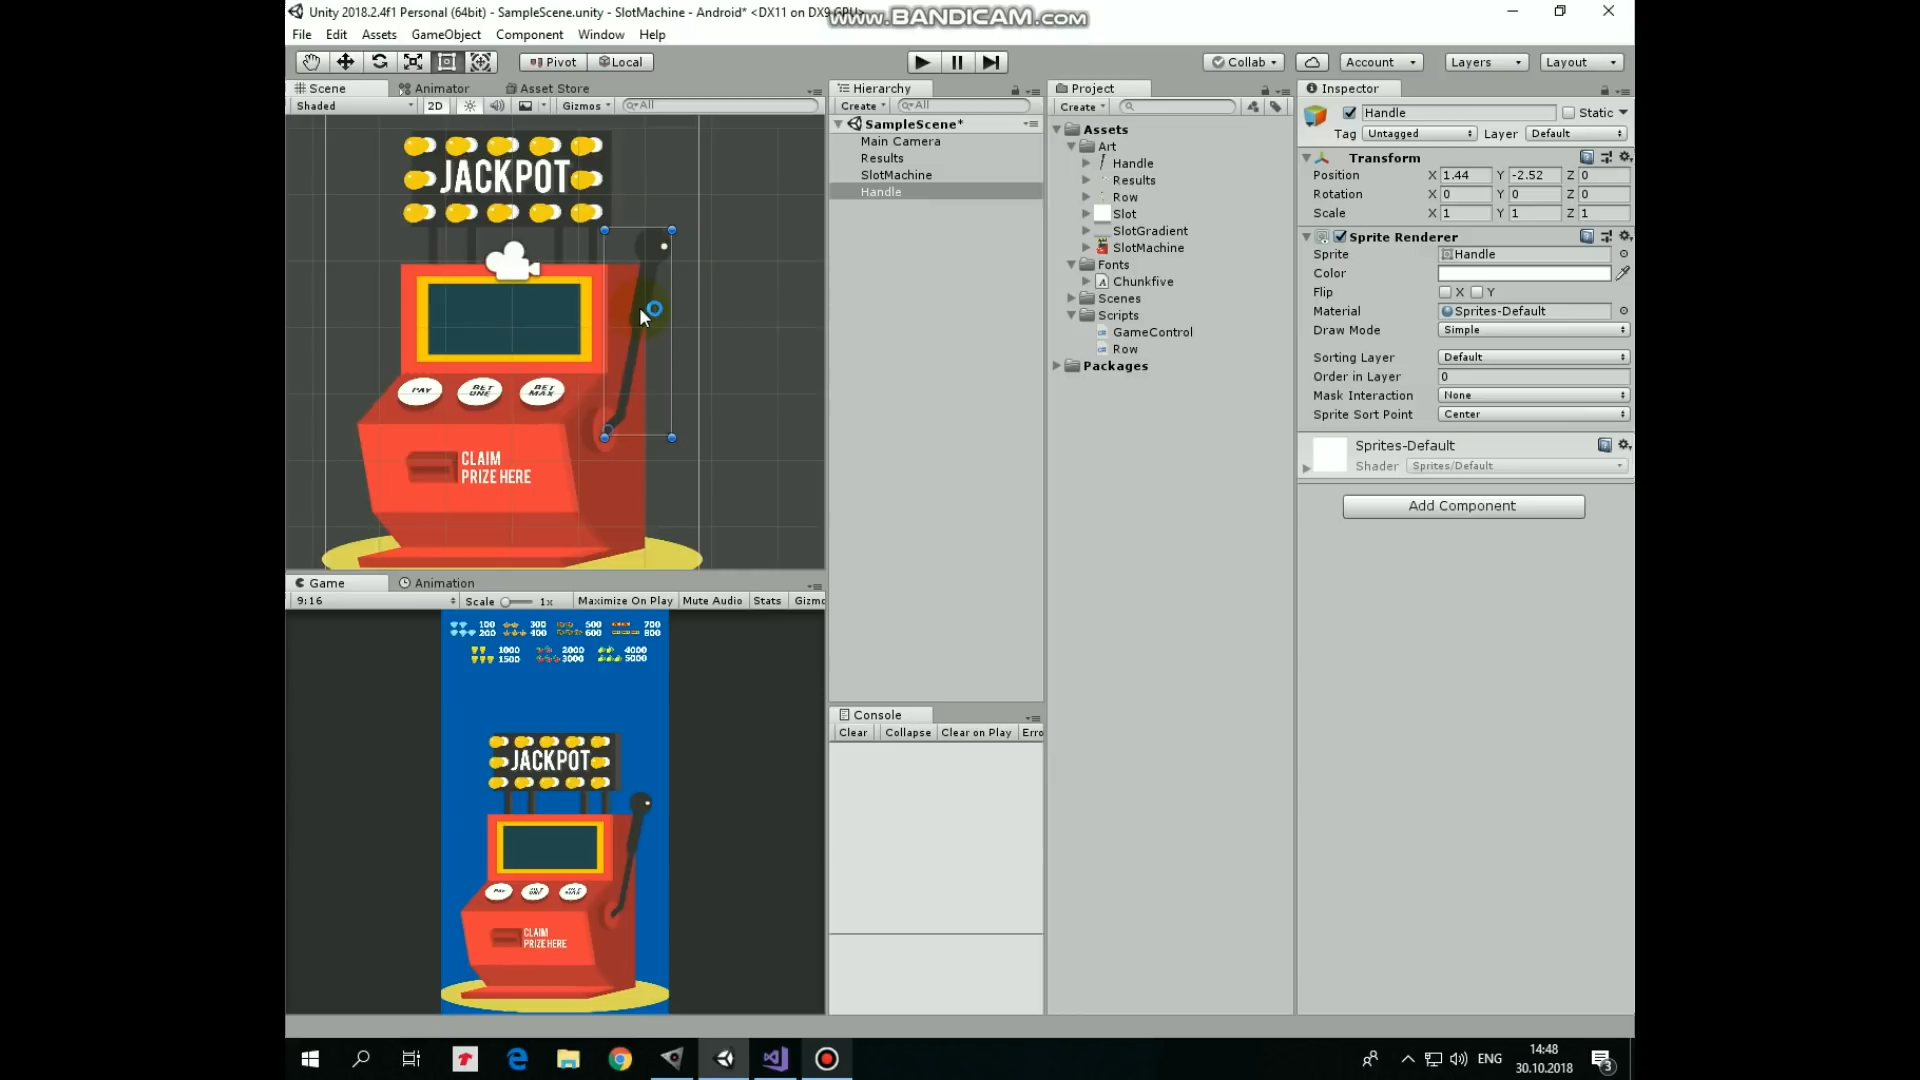 Unity 2018.2.4f1 Personal (64bit) - SampleScene.unity - SlotMachine - Android* <DX11 on DX9 GPU>
www.BANDICAM.com
File Edit Assets GameObject Component Window Help
Pivot Local Collab Account Layers Layout
Scene Animator Asset Store
Shaded 2D Gizmos All
JACKPOT
PAY BET ONE BET MAX
CLAIM
PRIZE HERE
Game Animation
9:16 Scale 1x Maximize On Play Mute Audio Stats Gizmo
100 300 500 700
200 400 600 800
1000 2000 4000
1500 3000 5000
JACKPOT
PAY
CLAIM
PRIZE HERE
Hierarchy
Create All
SampleScene*
Main Camera
Results
SlotMachine
Handle
Console
Clear Collapse Clear on Play Erro
Project
Create
Assets
Art
Handle
Results
Row
Slot
SlotGradient
SlotMachine
Fonts
Chunkfive
Scenes
Scripts
GameControl
Row
Packages
Inspector
Handle Static
Tag Untagged Layer Default
Transform
Position X 1.44 Y -2.52 Z 0
Rotation X 0 Y 0 Z 0
Scale X 1 Y 1 Z 1
Sprite Renderer
Sprite Handle
Color
Flip X Y
Material Sprites-Default
Draw Mode Simple
Sorting Layer Default
Order in Layer 0
Mask Interaction None
Sprite Sort Point Center
Sprites-Default
Shader Sprites/Default
Add Component
ENG
14:48
30.10.2018
3